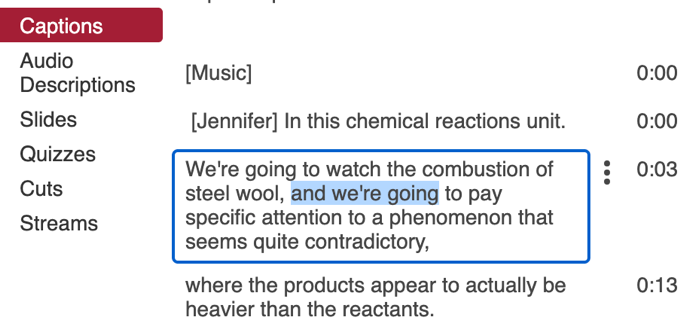 Captions
Audio
Descriptions
Slides
Quizzes
Cuts
Streams
[Music]
0:00
[Jennifer] In this chemical reactions unit.
0:00
We're going to watch the combustion of
steel wool, and we're going to pay
specific attention to a phenomenon that
seems quite contradictory,
0:03
where the products appear to actually be
heavier than the reactants.
0:13